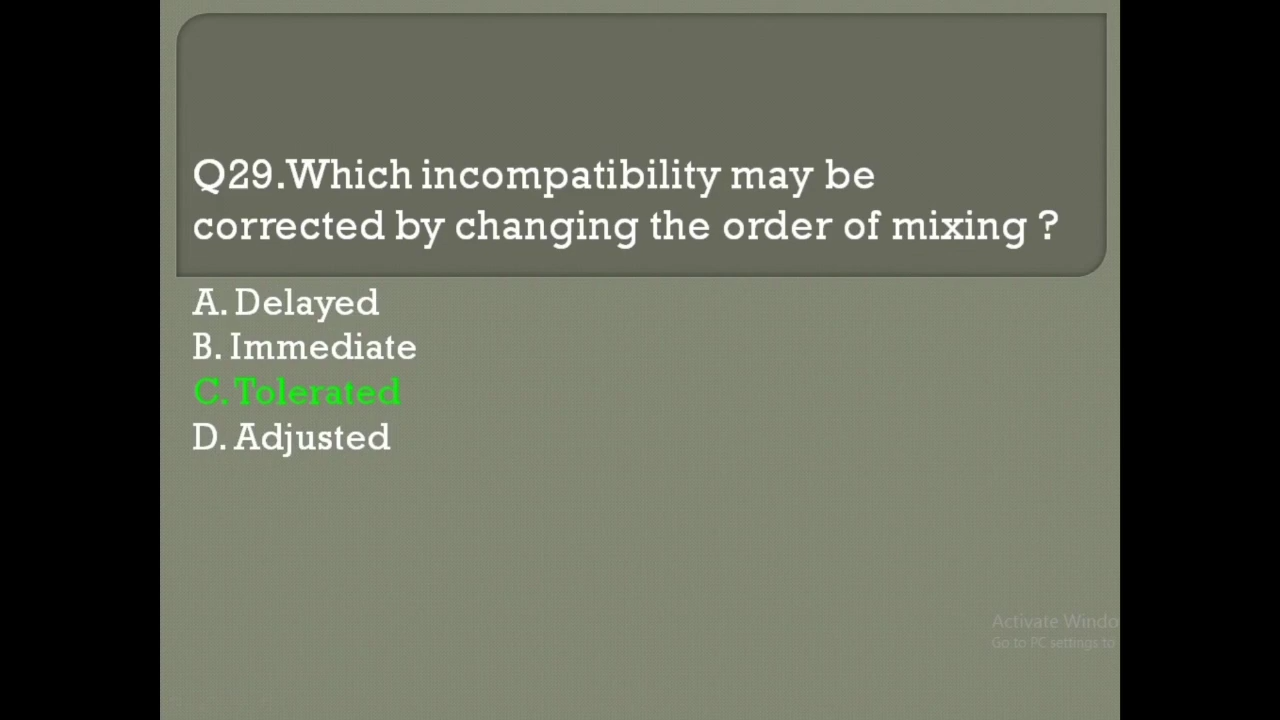 Q29.Which incompatibility may be
corrected by changing the order of mixing ?
A. Delayed
B. Immediate
C. Tolerated
D. Adjusted
Activate Windo
Go to PC settings to